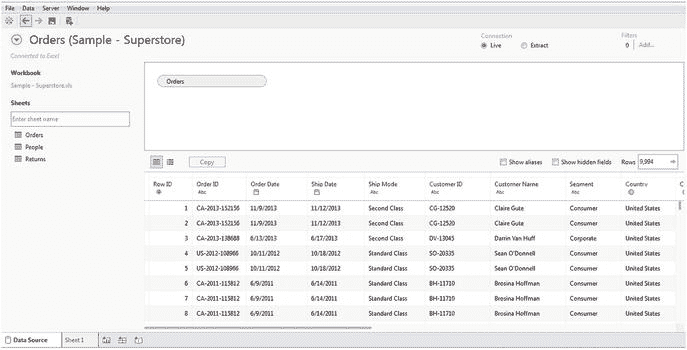 File Data Server Window Help
Orders (Sample - Superstore)
Connection
Live Extract
Filters
0 Add...
Connected to Excel
Workbook
Sample - Superstore.xls
Sheets
Enter sheet name
Orders
People
Returns
Orders
Copy
Show aliases Show hidden fields Rows 9,994
Row ID Order ID Order Date Ship Date Ship Mode Customer ID Customer Name Segment Country C
Abc Abc Abc Abc Abc
1 CA-2013-152156 11/9/2013 11/12/2013 Second Class CG-12520 Claire Gute Consumer United States
2 CA-2013-152156 11/9/2013 11/12/2013 Second Class CG-12520 Claire Gute Consumer United States
3 CA-2013-138688 6/13/2013 6/17/2013 Second Class DV-13045 Darrin Van Huff Corporate United States
4 US-2012-108966 10/11/2012 10/18/2012 Standard Class SO-20335 Sean O'Donnell Consumer United States
5 US-2012-108966 10/11/2012 10/18/2012 Standard Class SO-20335 Sean O'Donnell Consumer United States
6 CA-2011-115812 6/9/2011 6/14/2011 Standard Class BH-11710 Brosina Hoffman Consumer United States
7 CA-2011-115812 6/9/2011 6/14/2011 Standard Class BH-11710 Brosina Hoffman Consumer United States
8 CA-2011-115812 6/9/2011 6/14/2011 Standard Class BH-11710 Brosina Hoffman Consumer United States
Data Source Sheet 1